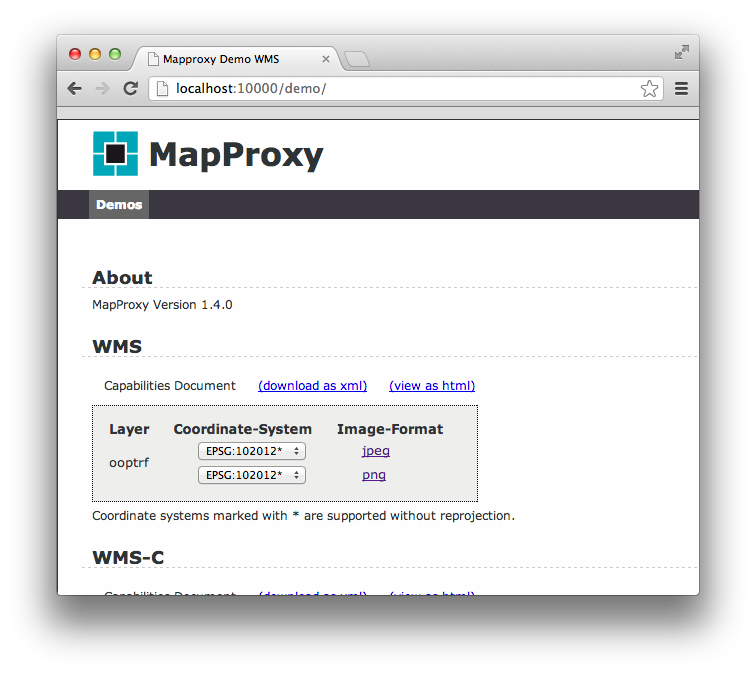 Mapproxy Demo WMS
localhost:10000/demo/
MapProxy
Demos
About
MapProxy Version 1.4.0
WMS
Capabilities Document (download as xml) (view as html)
Layer Coordinate-System Image-Format
ooptrf
EPSG:102012* jpeg
EPSG:102012* png
Coordinate systems marked with * are supported without reprojection.
WMS-C
Capabilities Document (download as xml) (view as html)